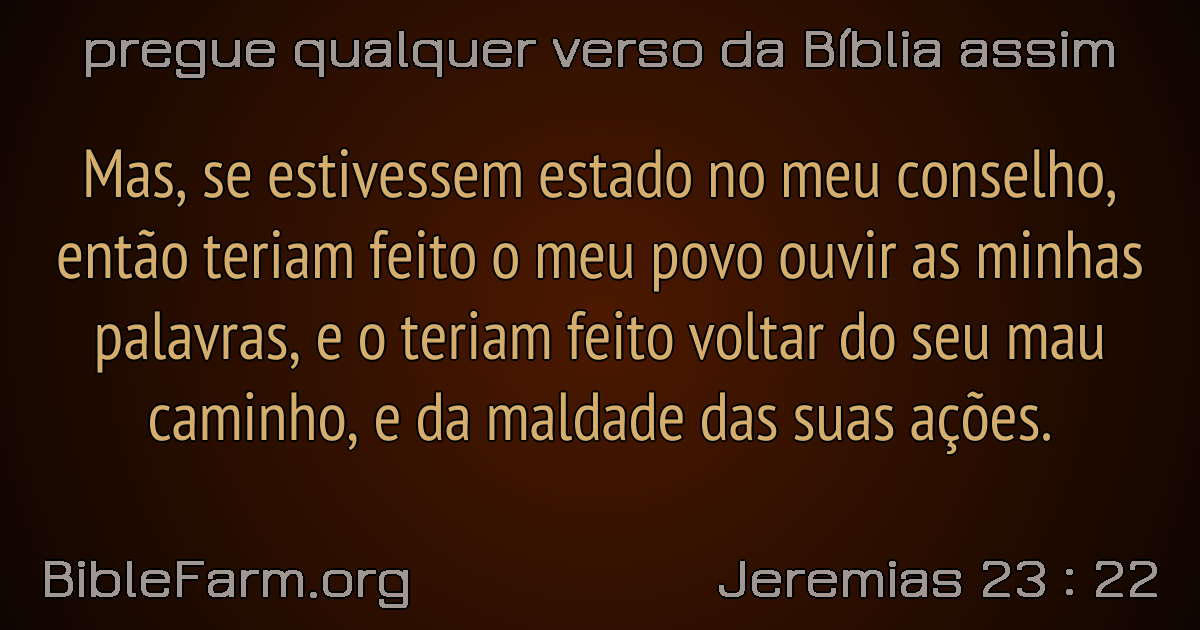 pregue qualquer verso da Bíblia assim
Mas, se estivessem estado no meu conselho,
então teriam feito o meu povo ouvir as minhas
palavras, e o teriam feito voltar do seu mau
caminho, e da maldade das suas ações.
BibleFarm.org
Jeremias 23 : 22